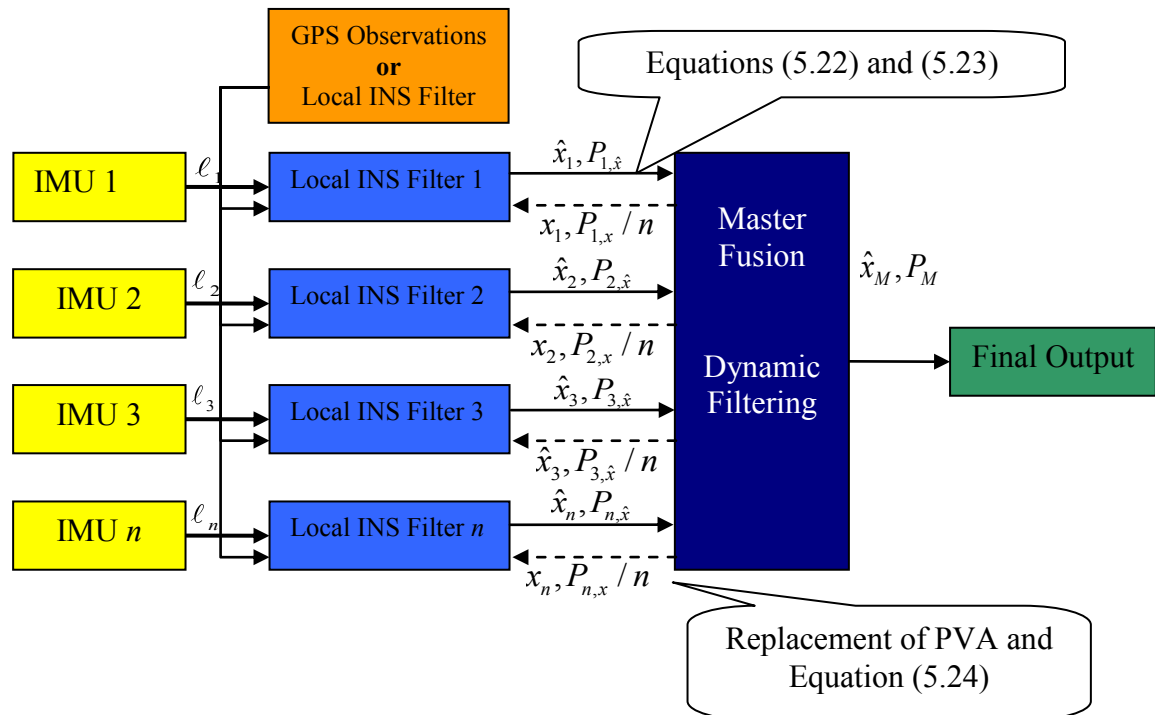 GPS Observations
or
Local INS Filter
Equations (5.22) and (5.23)
IMU 1
ℓ₁
Local INS Filter 1
x̂₁, P₁,x̂
x₁, P₁,x / n
IMU 2
ℓ₂
Local INS Filter 2
x̂₂, P₂,x̂
x₂, P₂,x / n
IMU 3
ℓ₃
Local INS Filter 3
x̂₃, P₃,x̂
x̂₃, P₃,x̂ / n
IMU n
ℓₙ
Local INS Filter n
x̂ₙ, Pₙ,x̂
xₙ, Pₙ,x / n
Master
Fusion
Dynamic
Filtering
x̂_M, P_M
Final Output
Replacement of PVA and
Equation (5.24)